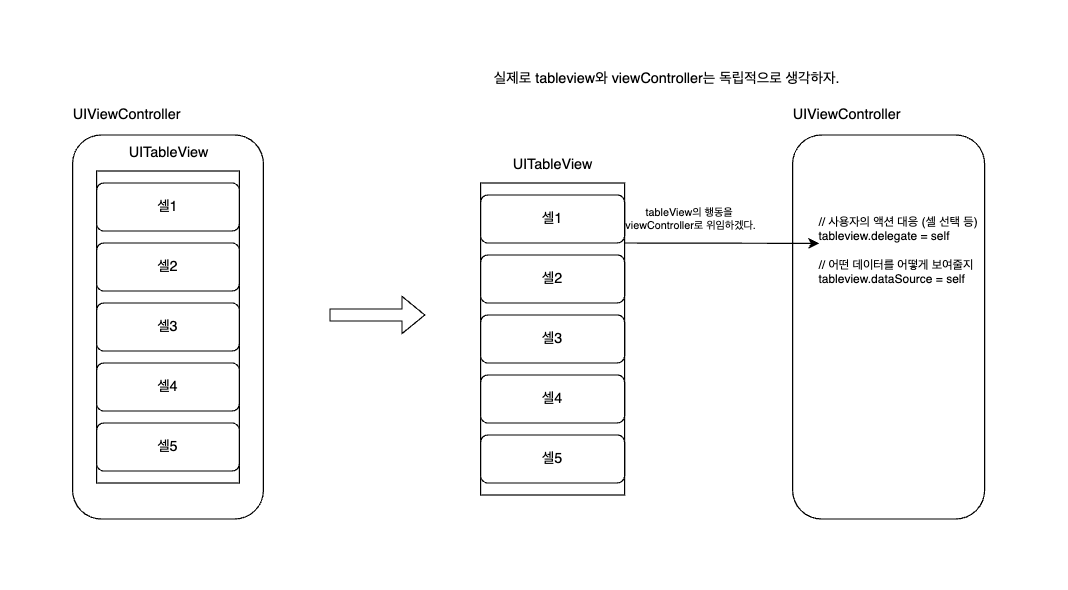 실제로 tableview와 viewController는 독립적으로 생각하자.
UIViewController
UITableView
셀1
셀2
셀3
셀4
셀5
UITableView
셀1
셀2
셀3
셀4
셀5
tableView의 행동을
viewController로 위임하겠다.
UIViewController
// 사용자의 액션 대응 (셀 선택 등)
tableview.delegate = self
// 어떤 데이터를 어떻게 보여줄지
tableview.dataSource = self